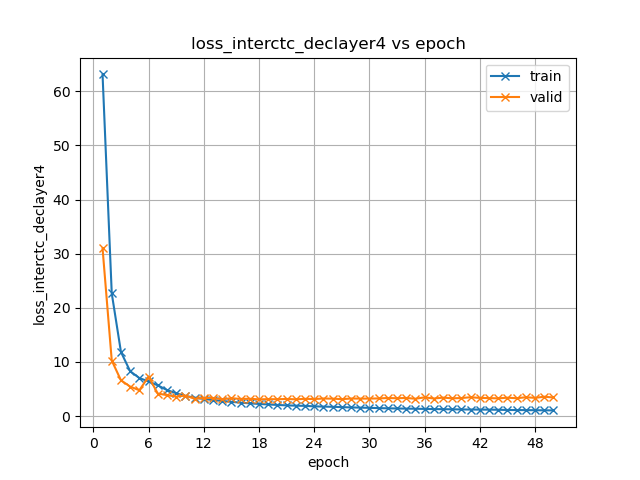 loss_interctc_declayer4 vs epoch
train
valid
loss_interctc_declayer4
60
50
40
30
20
10
0
0 6 12 18 24 30 36 42 48
epoch